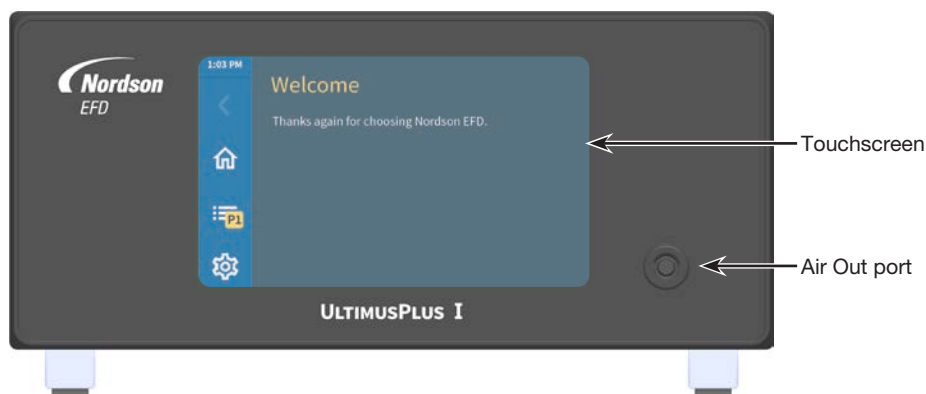 Nordson
EFD
1:03 PM
Welcome
Thanks again for choosing Nordson EFD.
P1
Touchscreen
Air Out port
ULTIMUSPLUS I